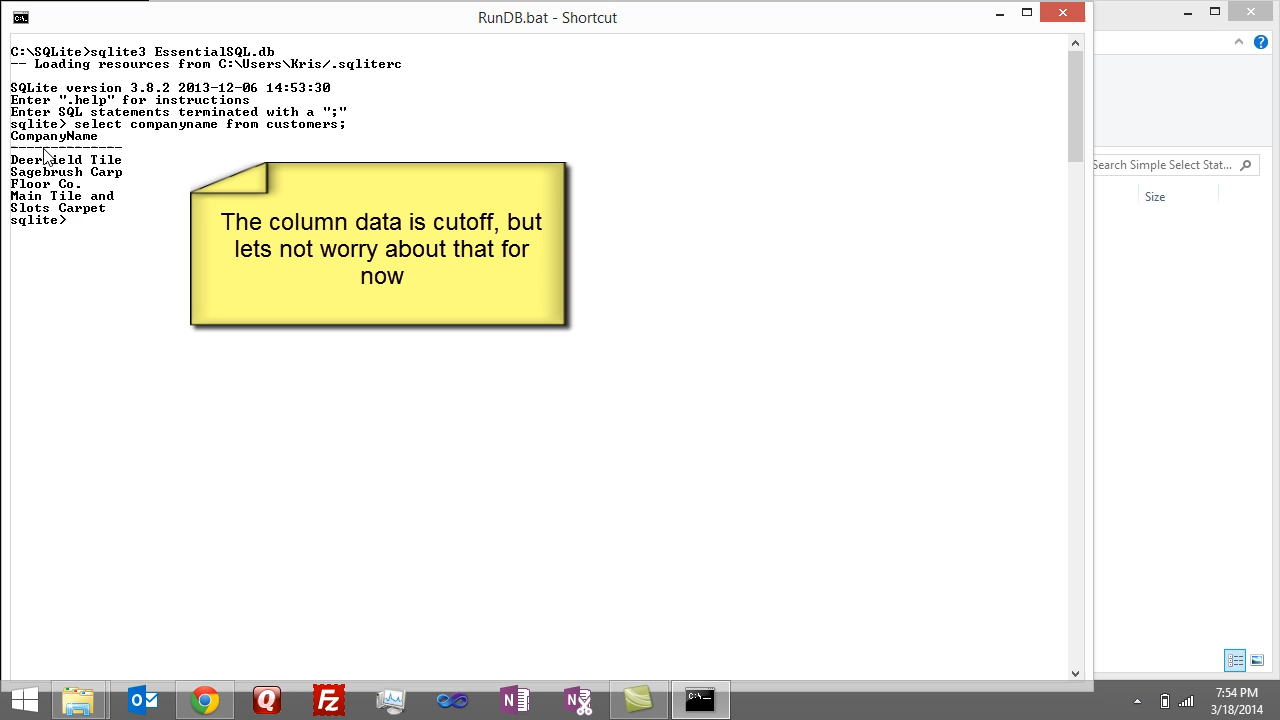 RunDB.bat - Shortcut
C:\SQLite>sqlite3 EssentialSQL.db
-- Loading resources from C:\Users\Kris/.sqliterc
SQLite version 3.8.2 2013-12-06 14:53:30
Enter ".help" for instructions
Enter SQL statements terminated with a ";"
sqlite> select companyname from customers;
CompanyName
--------------
Deerfield Tile
Sagebrush Carp
Floor Co.
Main Tile and
Slots Carpet
sqlite>
The column data is cutoff, but
lets not worry about that for
now
Search Simple Select Stat...
Size
7:54 PM
3/18/2014